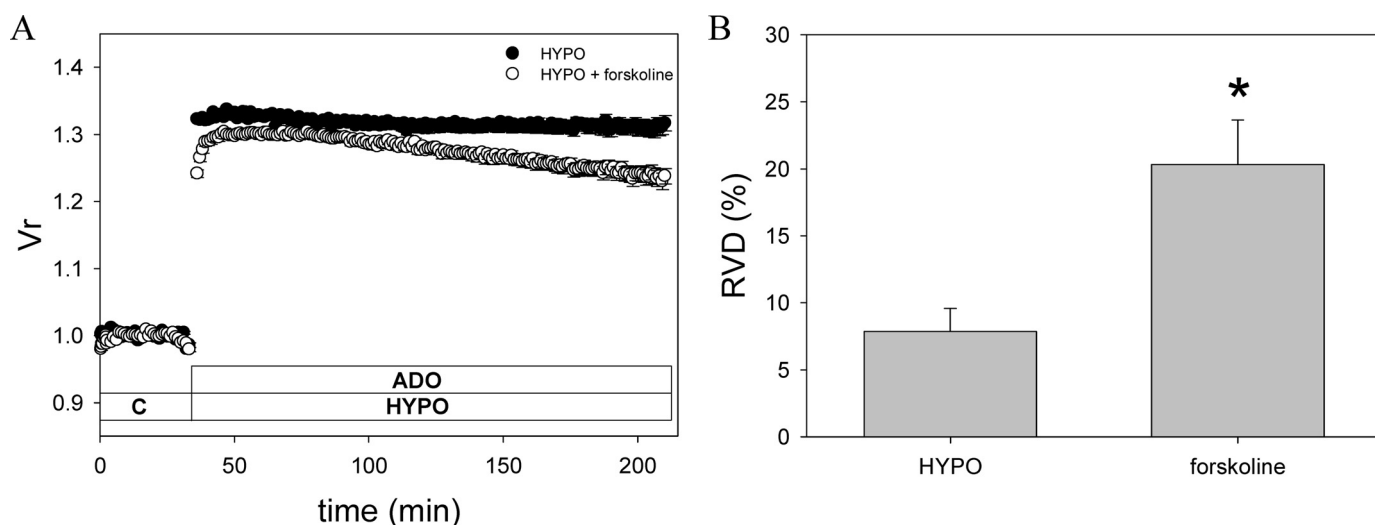 A
HYPO
HYPO + forskoline
1.4
1.3
1.2
1.1
1.0
0.9
Vr
ADO
C HYPO
0 50 100 150 200
time (min)
B
30
25
20
15
10
5
0
RVD (%)
*
HYPO forskoline